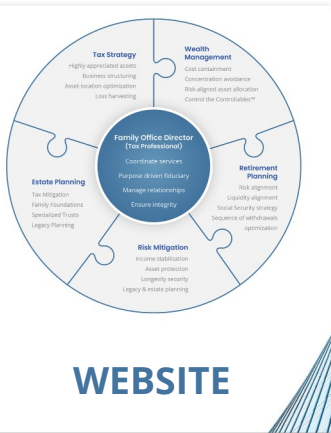 Tax Strategy
Highly appreciated assets
Business structuring
Asset-location optimization
Loss harvesting
Wealth
Management
Cost containment
Concentration avoidance
Risk-aligned asset allocation
Control the Controllables™
Family Office Director
(Tax Professional)
Coordinate services
Purpose driven fiduciary
Manage relationships
Ensure integrity
Estate Planning
Tax Mitigation
Family Foundations
Specialized Trusts
Legacy Planning
Retirement
Planning
Risk alignment
Liquidity alignment
Social Security strategy
Sequence of withdrawals
optimization
Risk Mitigation
Income stabilization
Asset protection
Longevity security
Legacy & estate planning
WEBSITE